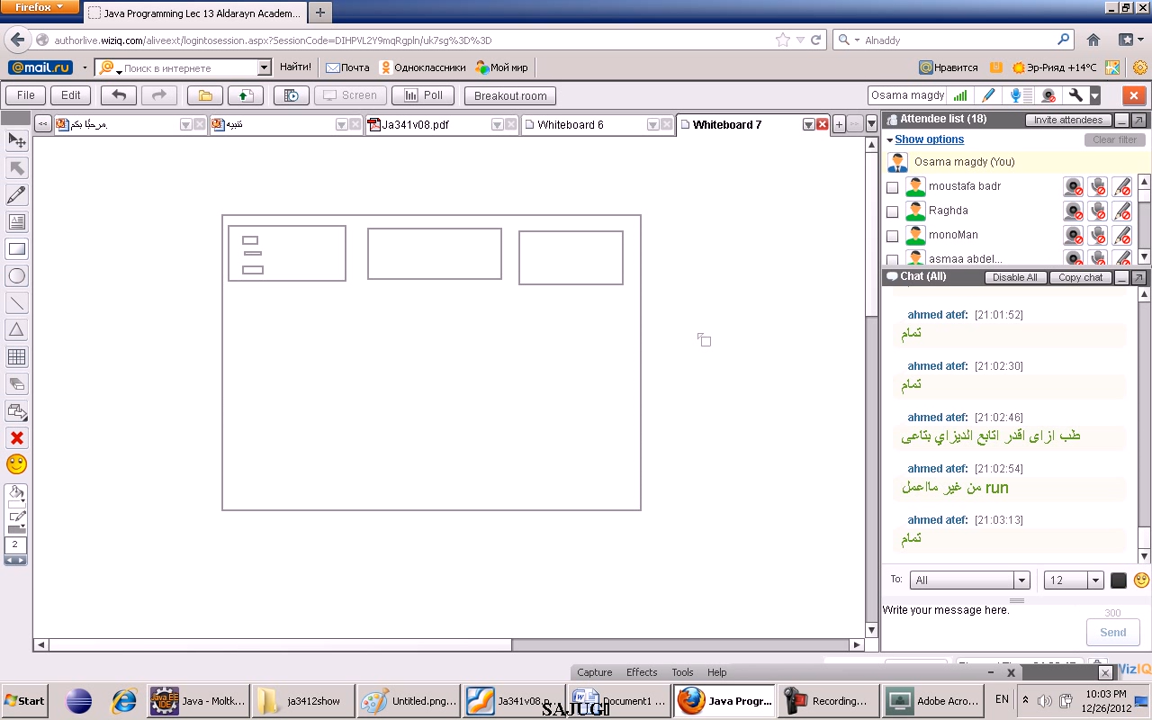 Firefox
Java Programming Lec 13 Aldarayn Academ...
authorlive.wiziq.com/aliveext/logintosession.aspx?SessionCode=DIHPVL2Y9mqRgpln/uk7sg%3D%3D
Alnaddy
@mail.ru
Поиск в интернете
Найти!
Почта
Одноклассники
Мой мир
Нравится
Эр-Рияд +14°C
File
Edit
Screen
Poll
Breakout room
Osama magdy
<<
مرحبًا بكم.
تنبيه
Ja341v08.pdf
Whiteboard 6
Whiteboard 7
Attendee list (18)
Invite attendees
Show options
Clear filter
Osama magdy (You)
moustafa badr
Raghda
monoMan
asmaa abdel...
Chat (All)
Disable All
Copy chat
ahmed atef: [21:01:52]
تمام
ahmed atef: [21:02:30]
تمام
ahmed atef: [21:02:46]
طب ازاى اقدر اتابع الديزاي بتاعى
ahmed atef: [21:02:54]
من غير مااعمل run
ahmed atef: [21:03:13]
تمام
To:
All
12
Write your message here.
300
Send
2
Capture
Effects
Tools
Help
WizIQ
Start
Java - Moltk...
ja3412show
Untitled.png...
Ja341v08.p...
Document1 ...
Java Progr...
Recording...
Adobe Acro...
EN
10:03 PM
12/26/2012